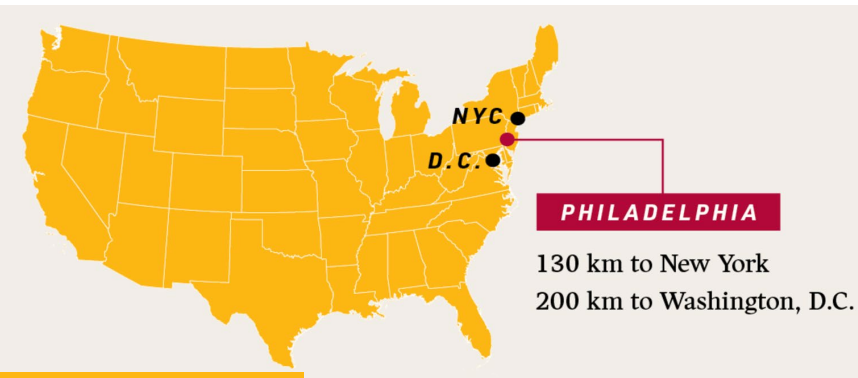 NYC
D.C.
PHILADELPHIA
130 km to New York
200 km to Washington, D.C.